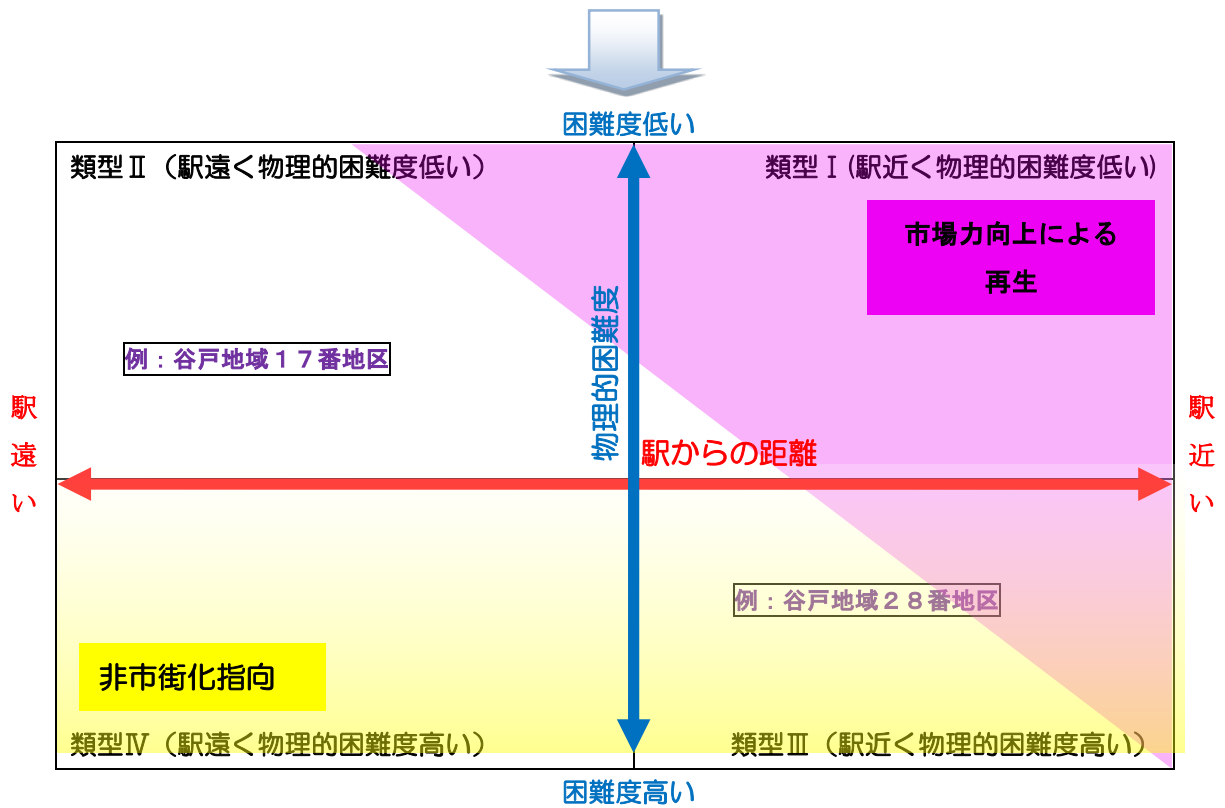 困難度低い
類型Ⅱ（駅遠く物理的困難度低い）
類型Ⅰ(駅近く物理的困難度低い)
市場力向上による
再生
物理的困難度
例：谷戸地域１７番地区
駅遠い
駅からの距離
駅近い
例：谷戸地域２８番地区
非市街化指向
類型Ⅳ（駅遠く物理的困難度高い）
類型Ⅲ（駅近く物理的困難度高い）
困難度高い